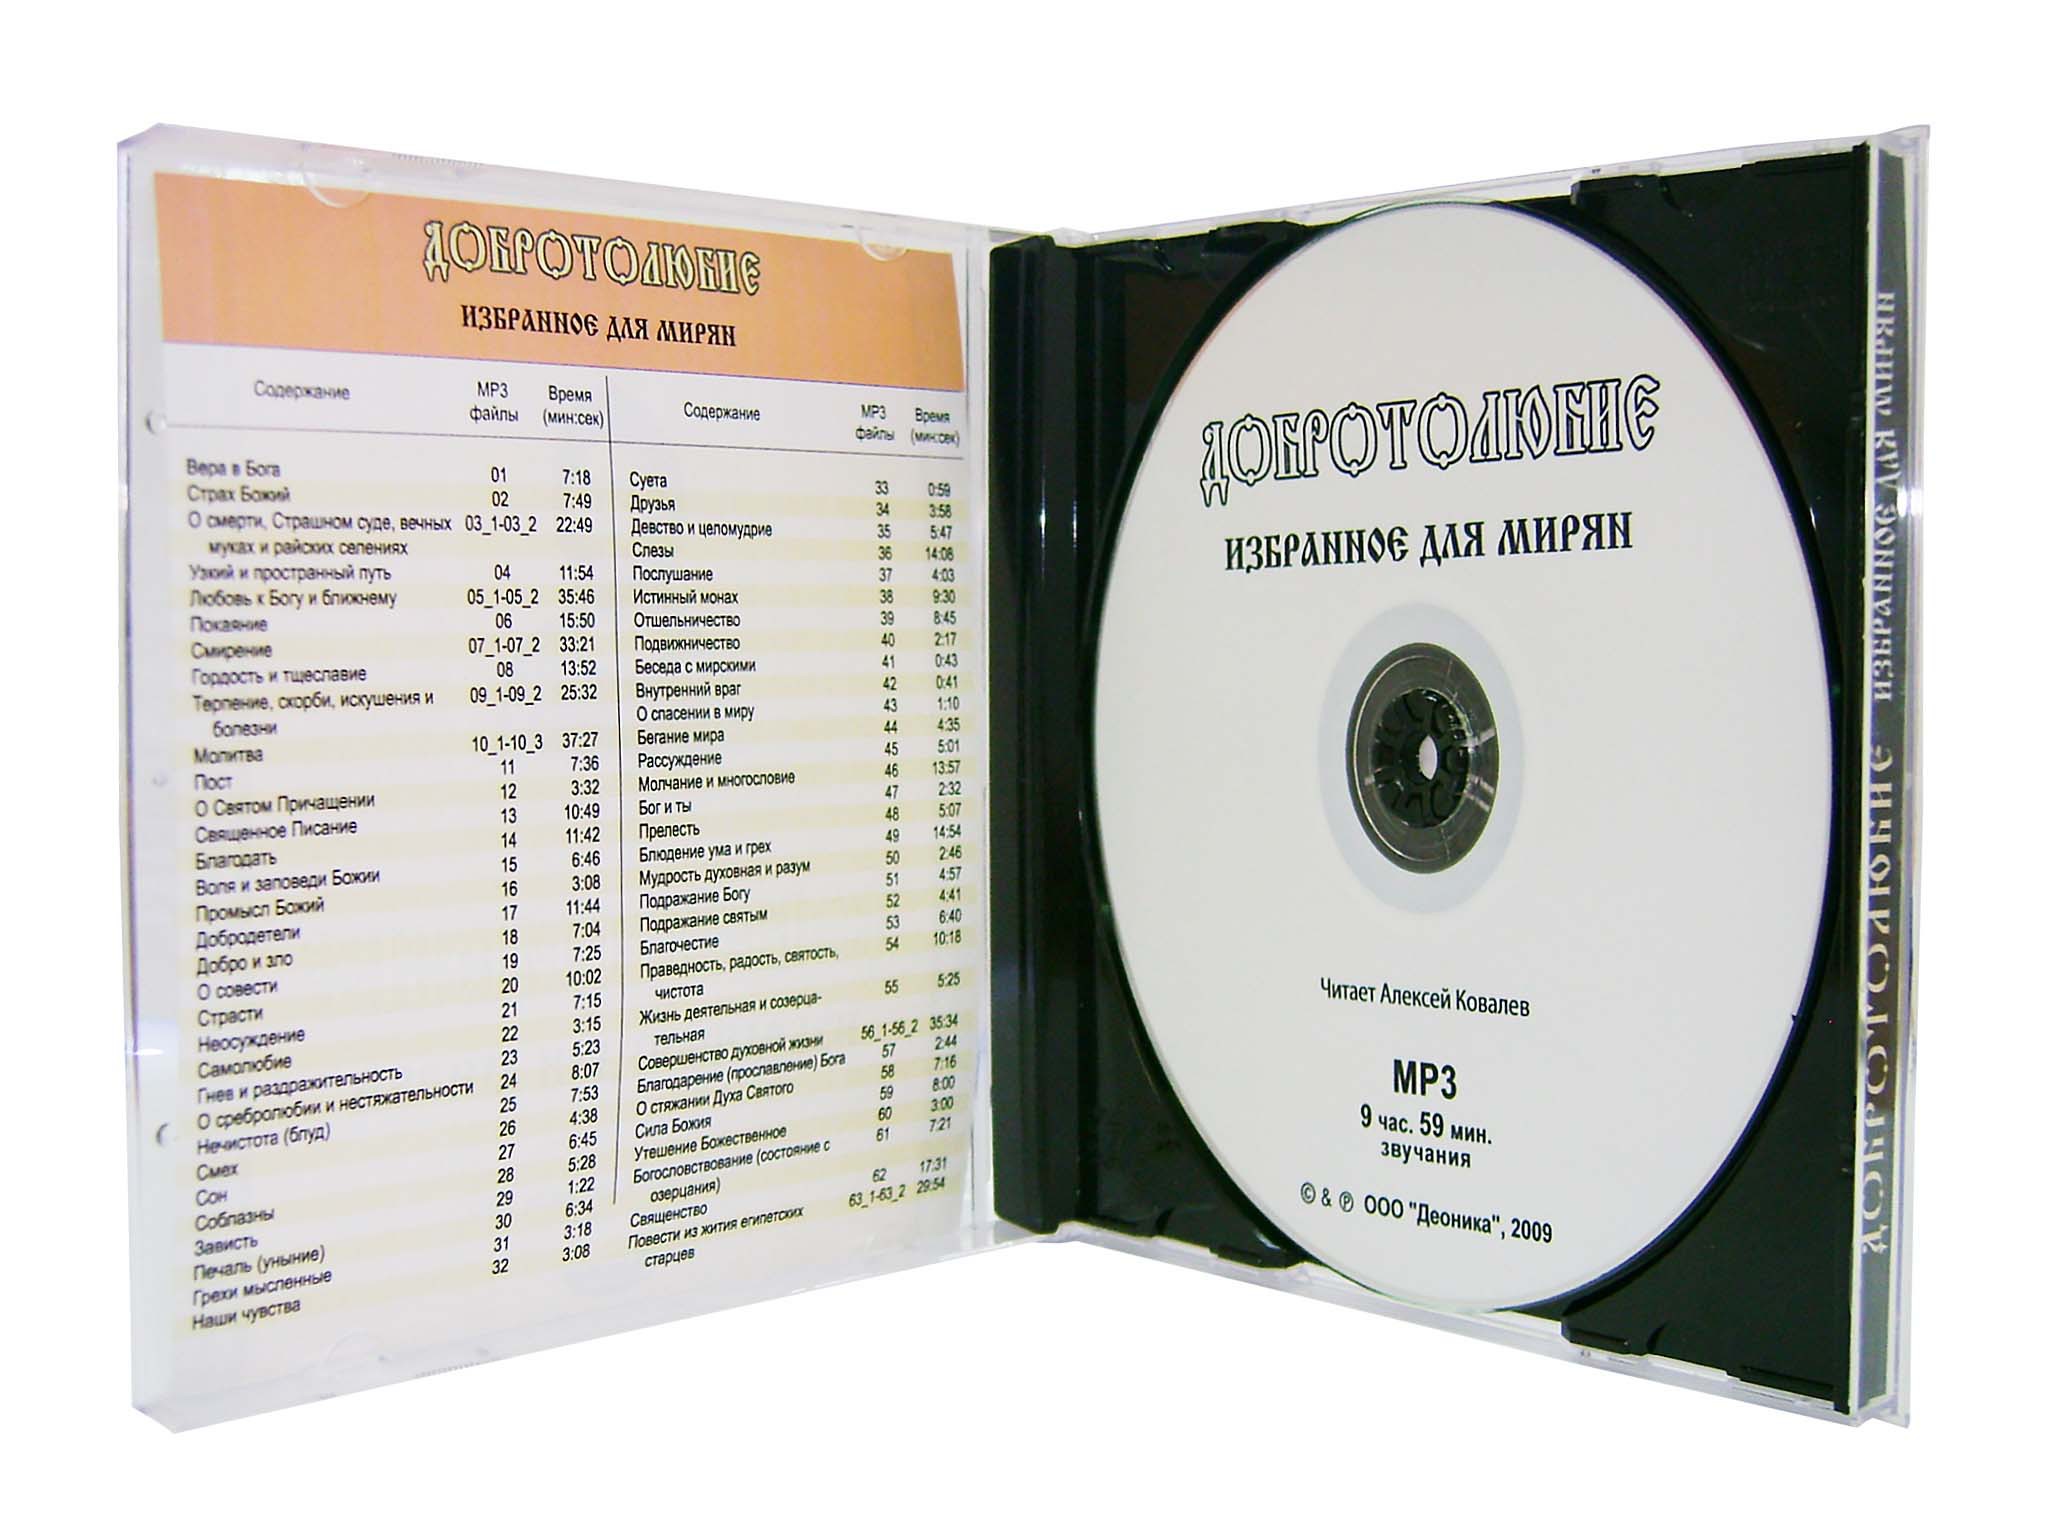 ДОБРОТОЛЮБИЕ
ИЗБРАННОЕ ДЛЯ МИРЯН
Содержание MP3 файлы Время (мин:сек)
Вера в Бога 01 7:18
Страх Божий 02 7:49
О смерти, Страшном суде, вечных 03_1-03_2 22:49
муках и райских селениях
Узкий и пространный путь 04 11:54
Любовь к Богу и ближнему 05_1-05_2 35:46
Покаяние 06 15:50
Смирение 07_1-07_2 33:21
Гордость и тщеславие 08 13:52
Терпение, скорби, искушения и 09_1-09_2 25:32
болезни
Молитва 10_1-10_3 37:27
Пост 11 7:36
О Святом Причащении 12 3:32
Священное Писание 13 10:49
Благодать 14 11:42
Воля и заповеди Божии 15 6:46
Промысл Божий 16 3:08
Добродетели 17 11:44
Добро и зло 18 7:04
О совести 19 7:25
Страсти 20 10:02
Неосуждение 21 7:15
Самолюбие 22 3:15
Гнев и раздражительность 23 5:23
О сребролюбии и нестяжательности 24 8:07
Нечистота (блуд) 25 7:53
Смех 26 4:38
Сон 27 6:45
Соблазны 28 5:28
Зависть 29 1:22
Печаль (уныние) 30 6:34
Грехи мысленные 31 3:18
Наши чувства 32 3:08
Содержание MP3 файлы Время (мин:сек)
Суета 33 0:59
Друзья 34 3:58
Девство и целомудрие 35 5:47
Слезы 36 14:08
Послушание 37 4:03
Истинный монах 38 9:30
Отшельничество 39 8:45
Подвижничество 40 2:17
Беседа с мирскими 41 0:43
Внутренний враг 42 0:41
О спасении в миру 43 1:10
Бегание мира 44 4:35
Рассуждение 45 5:01
Молчание и многословие 46 13:57
Бог и ты 47 2:32
Прелесть 48 5:07
Блюдение ума и грех 49 14:54
Мудрость духовная и разум 50 2:46
Подражание Богу 51 4:57
Подражание святым 52 4:41
Благочестие 53 6:40
Праведность, радость, святость, 54 10:18
чистота
Жизнь деятельная и созерца- 55 5:25
тельная
Совершенство духовной жизни 56_1-56_2 35:34
Благодарение (прославление) Бога 57 2:44
О стяжании Духа Святого 58 7:16
Сила Божия 59 8:00
Утешение Божественное 60 3:00
Богословствование (состояние с 61 7:21
озерцания)
Священство 62 17:31
Повести из жития египетских 63_1-63_2 29:54
старцев
ДОБРОТОЛЮБИЕ
ИЗБРАННОЕ ДЛЯ МИРЯН
Читает Алексей Ковалев
MP3
9 час. 59 мин.
звучания
© & ℗ ООО "Деоника", 2009
ДОБРОТОЛЮБИЕ ИЗБРАННОЕ ДЛЯ МИРЯН